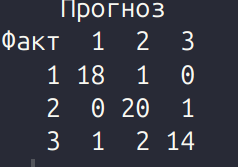 Прогноз
Факт 1 2 3
1 18 1 0
2 0 20 1
3 1 2 14